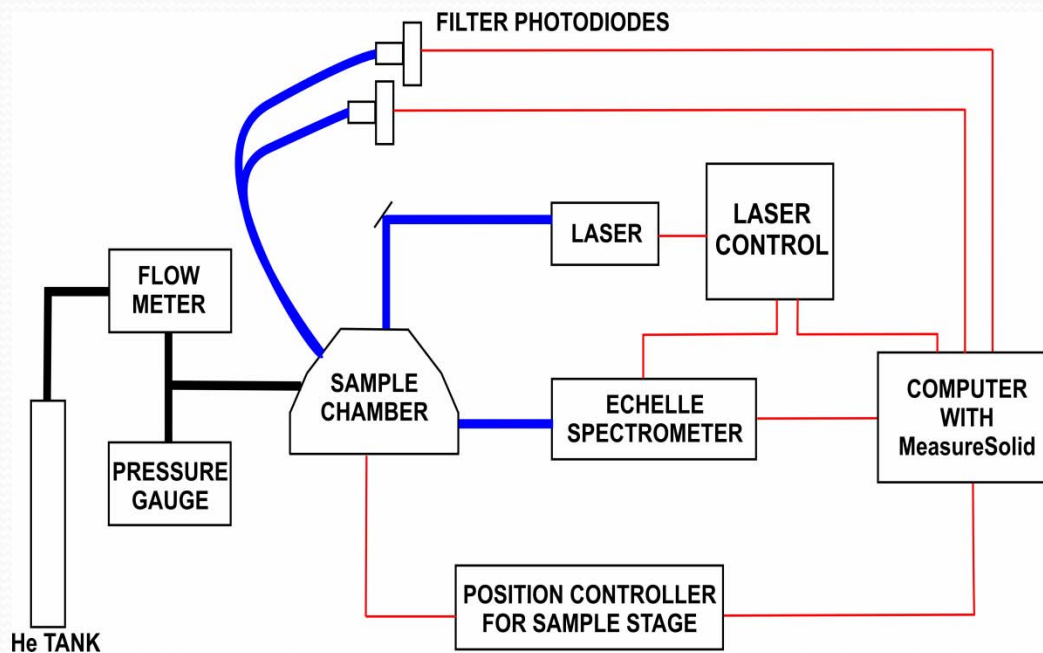 FILTER PHOTODIODES
LASER
LASER
CONTROL
FLOW
METER
SAMPLE
CHAMBER
ECHELLE
SPECTROMETER
COMPUTER
WITH
MeasureSolid
PRESSURE
GAUGE
POSITION CONTROLLER
FOR SAMPLE STAGE
He TANK